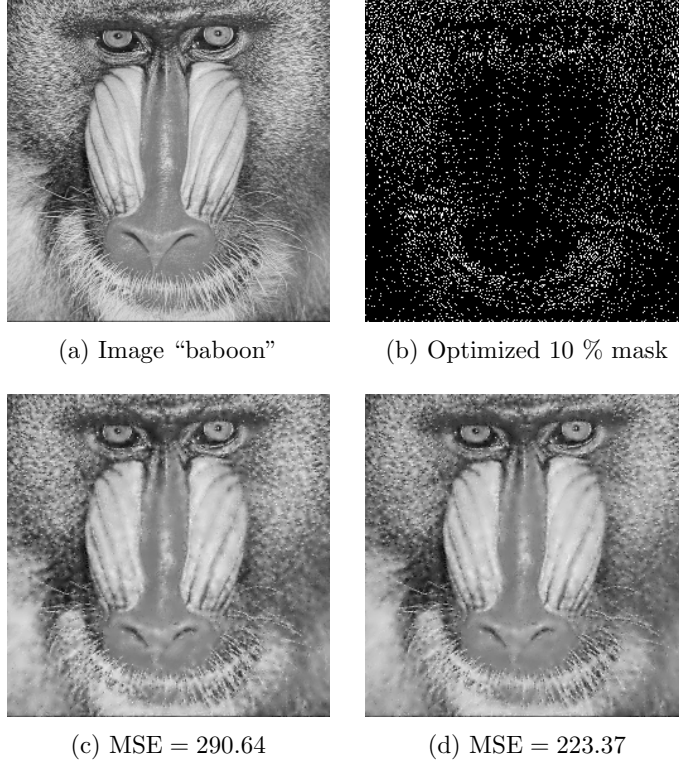 (a) Image “baboon”
(b) Optimized 10 % mask
(c) MSE = 290.64
(d) MSE = 223.37